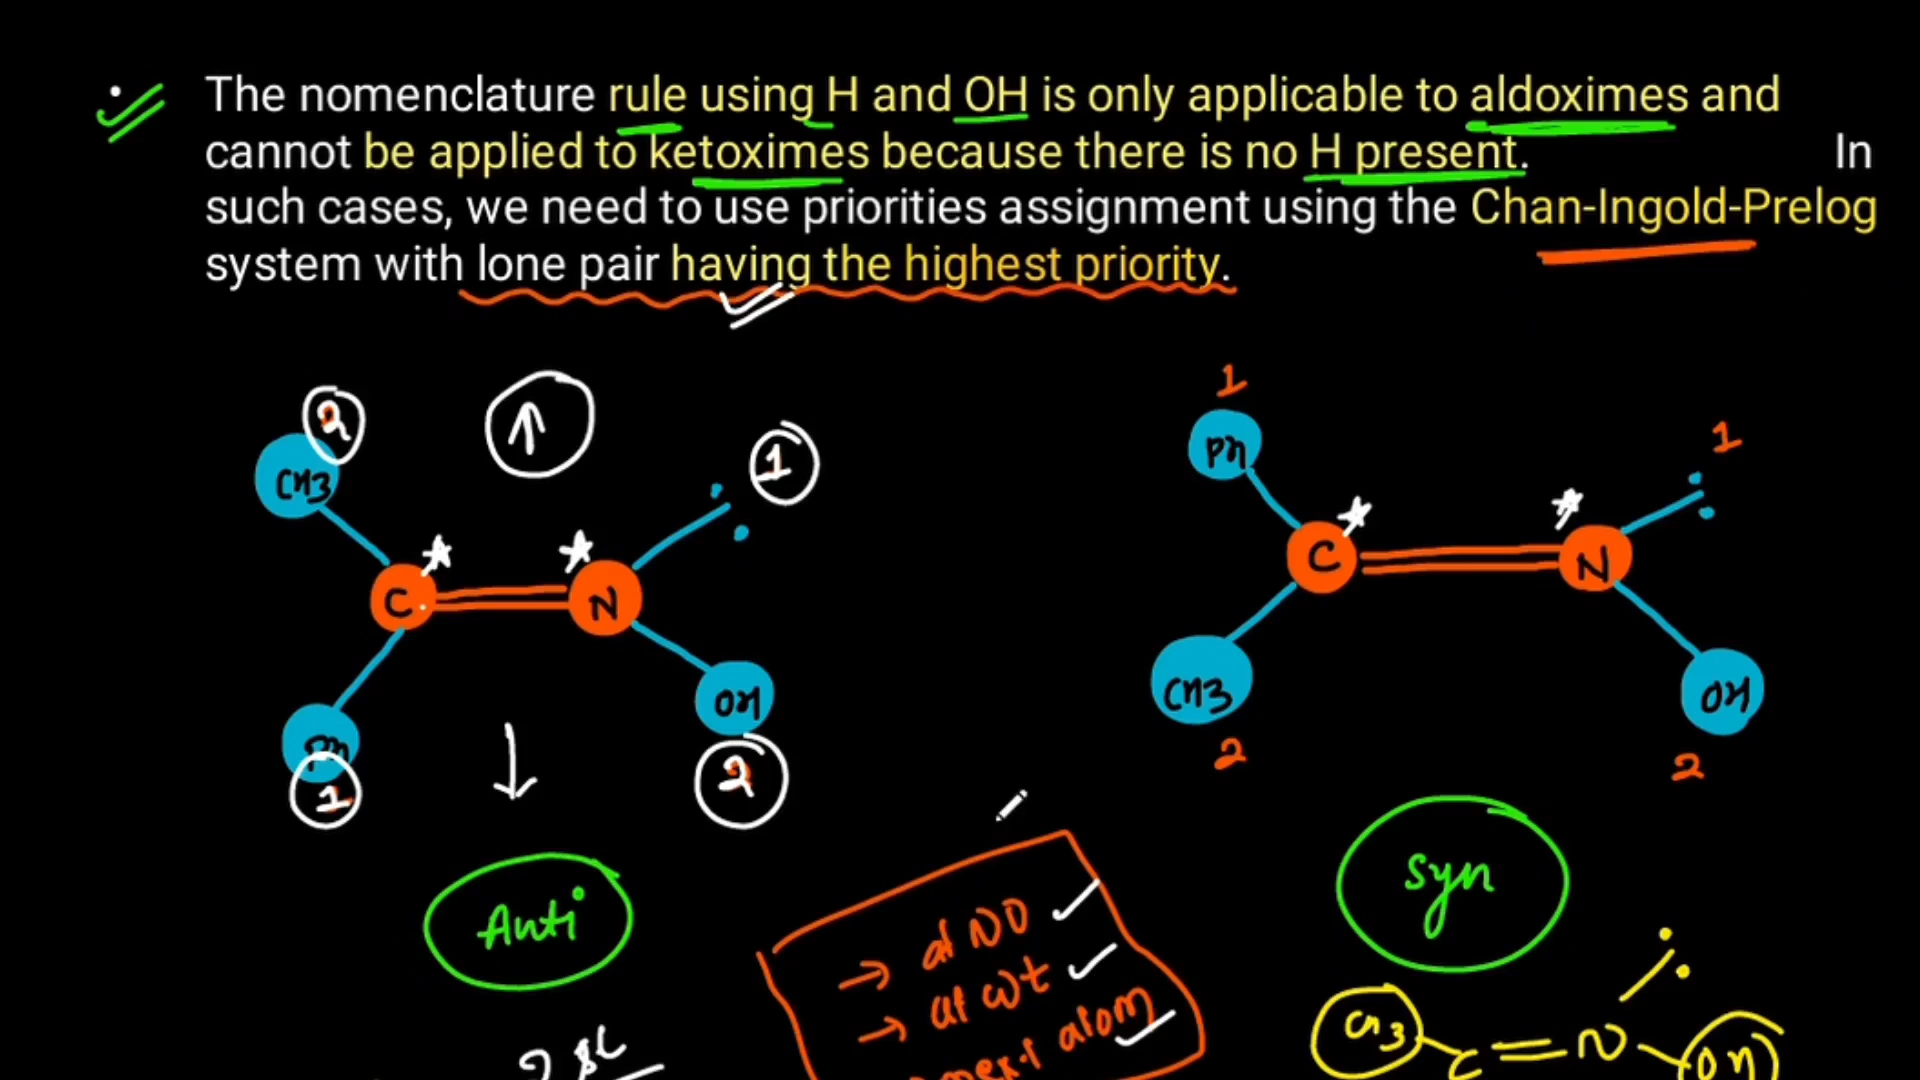 The nomenclature rule using H and OH is only applicable to aldoximes and
cannot be applied to ketoximes because there is no H present. In
such cases, we need to use priorities assignment using the Chan-Ingold-Prelog
system with lone pair having the highest priority.
2
1
CH3
C
N
Ph
OH
1
2
1
1
Ph
C
N
CH3
OH
2
2
Anti
→ at NO
→ at wt
next atom
Syn
CH3
C
N
OH